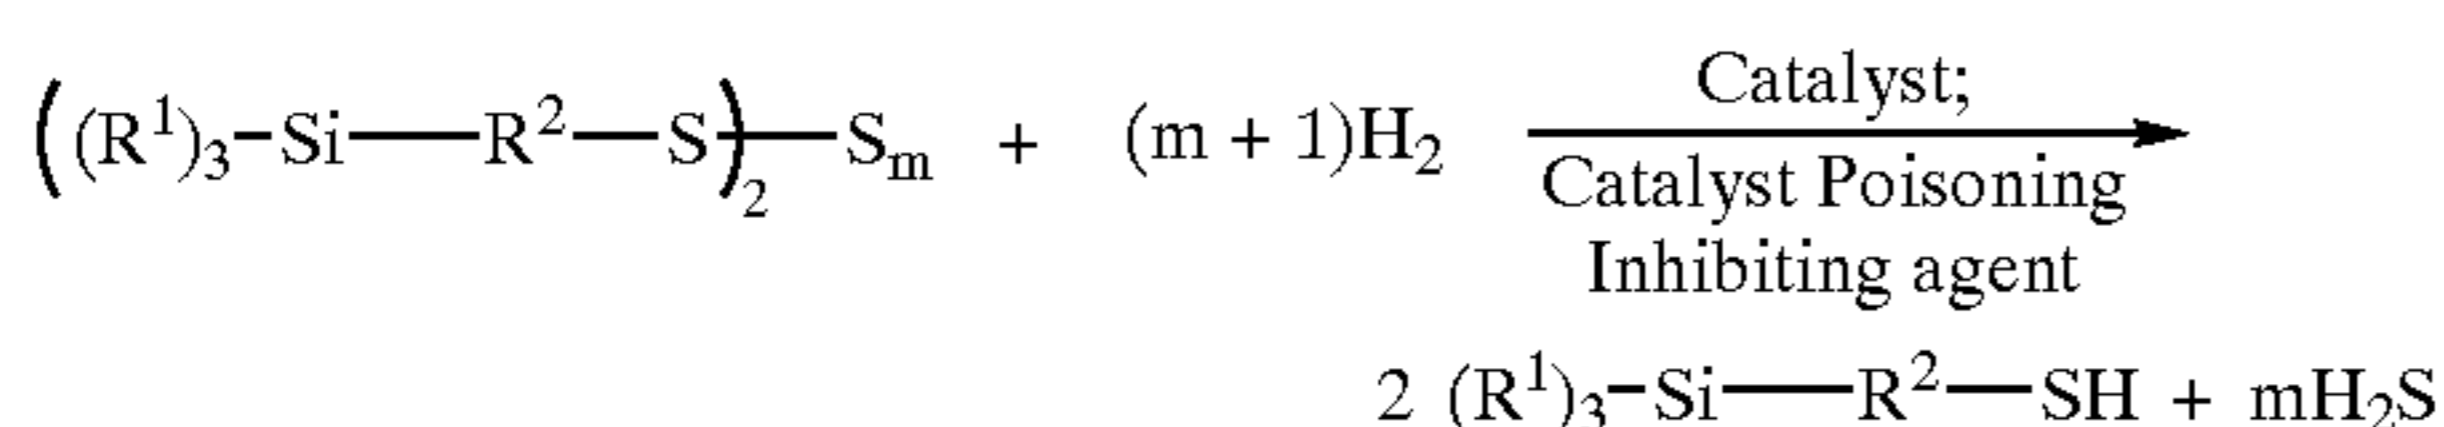 ((R¹)₃–Si—R²—S)₂—Sₘ + (m + 1)H₂
Catalyst;
Catalyst Poisoning
Inhibiting agent
2 (R¹)₃–Si—R²—SH + mH₂S